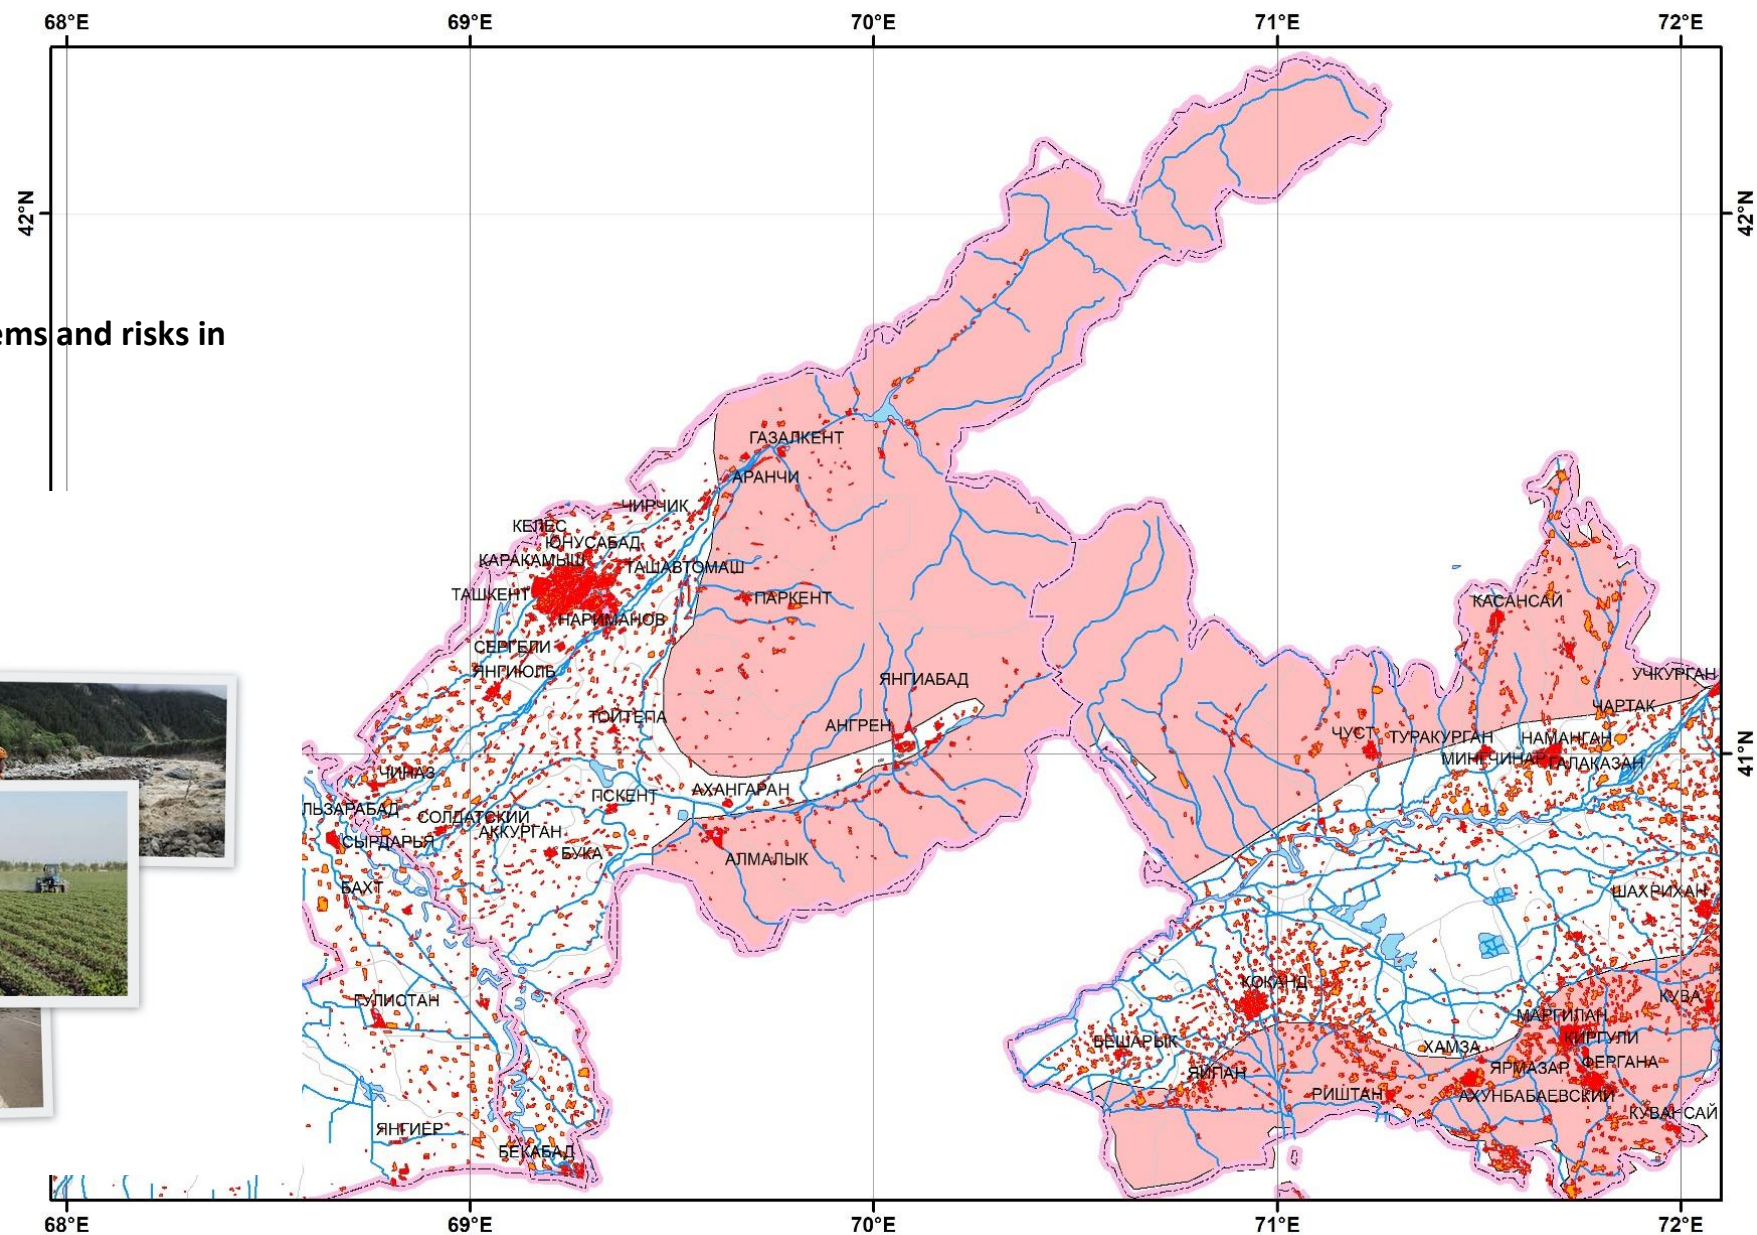 68°E 69°E 70°E 71°E 72°E
42°N 42°N
ems and risks in
ГАЗАЛКЕНТ
АРАНЧИ
ЧИРЧИК
КЕЛЕС
ЮНУСАБАД
КАРАКАМЫШ
ТАШАВТОМАШ
ТАШКЕНТ
ПАРКЕНТ
КАСАНСАЙ
НАРИМАНОВ
СЕРГЕЛИ
ЯНГИЮЛЬ
ЯНГИАБАД
УЧКУРГАН
ЧАРТАК
ТОЙТЕПА
АНГРЕН
ЧУСТ
ТУРАКУРГАН
НАМАНГАН
МИНГЧИНАР
ГАЛАКАЗАН
41°N
ЧИНАЗ
ПСКЕНТ
АХАНГАРАН
ЛЬЗАРАБАД
СОЛДАТСКИЙ
АККУРГАН
СЫРДАРЬЯ
БУКА
АЛМАЛЫК
БАХТ
ШАХРИХАН
КОКАНД
КУВА
ГУЛИСТАН
МАРГИЛАН
КИРГУЛИ
БЕШАРЫК
ХАМЗА
ФЕРГАНА
ЯЙПАН
ЯРМАЗАР
РИШТАН
АХУНБАБАЕВСКИЙ
КУВАСАЙ
ЯНГИЕР
БЕКАБАД
68°E 69°E 70°E 71°E 72°E